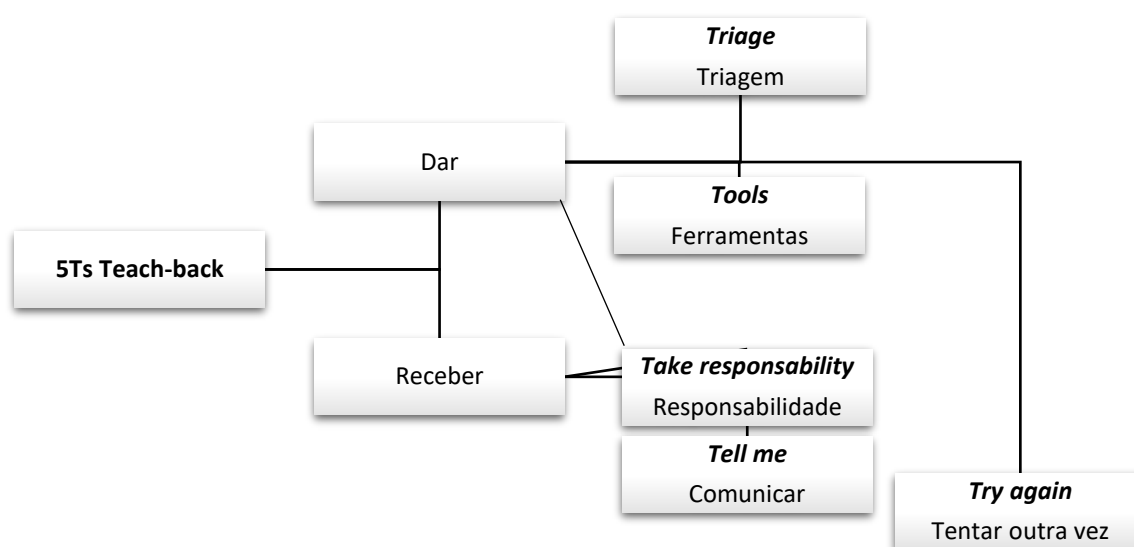 Triage
Triagem
Dar
Tools
Ferramentas
5Ts Teach-back
Receber
Take responsability
Responsabilidade
Tell me
Comunicar
Try again
Tentar outra vez